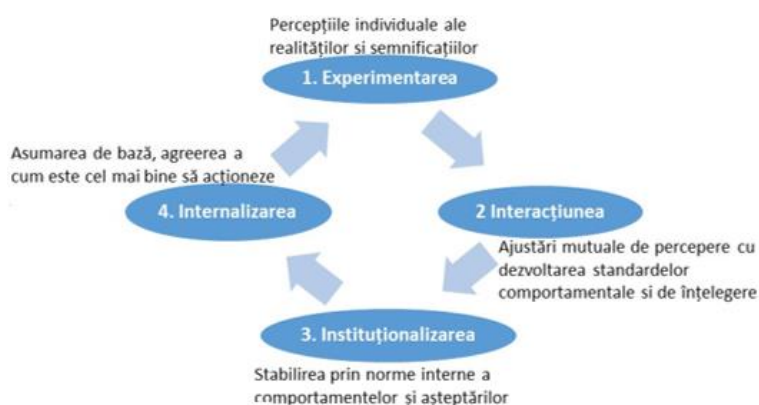 Percepțiile individuale ale
realităților si semnificațiilor
1. Experimentarea
Asumarea de bază, agreerea a
cum este cel mai bine să acționeze
4. Internalizarea
2 Interacțiunea
Ajustări mutuale de percepere cu
dezvoltarea standardelor
comportamentale si de înțelegere
3. Instituționalizarea
Stabilirea prin norme interne a
comportamentelor și așteptărilor